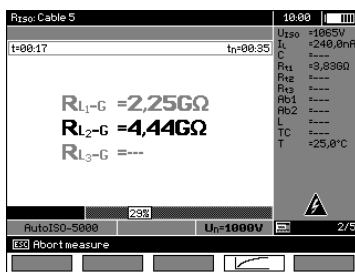 RISO: Cable 5 10:00
t=00:17 tn=00:35
RL1-G =2,25GΩ
RL2-G =4,44GΩ
RL3-G =---
UISO =1065V
IL =240,0nA
C =---
Rt1 =3,83GΩ
Rt2 =---
Rt3 =---
Ab1 =---
Ab2 =---
L =---
TC =---
T =25,0°C
29%
AutoISO-5000 Un=1000V 2/5
ESC Abort measure